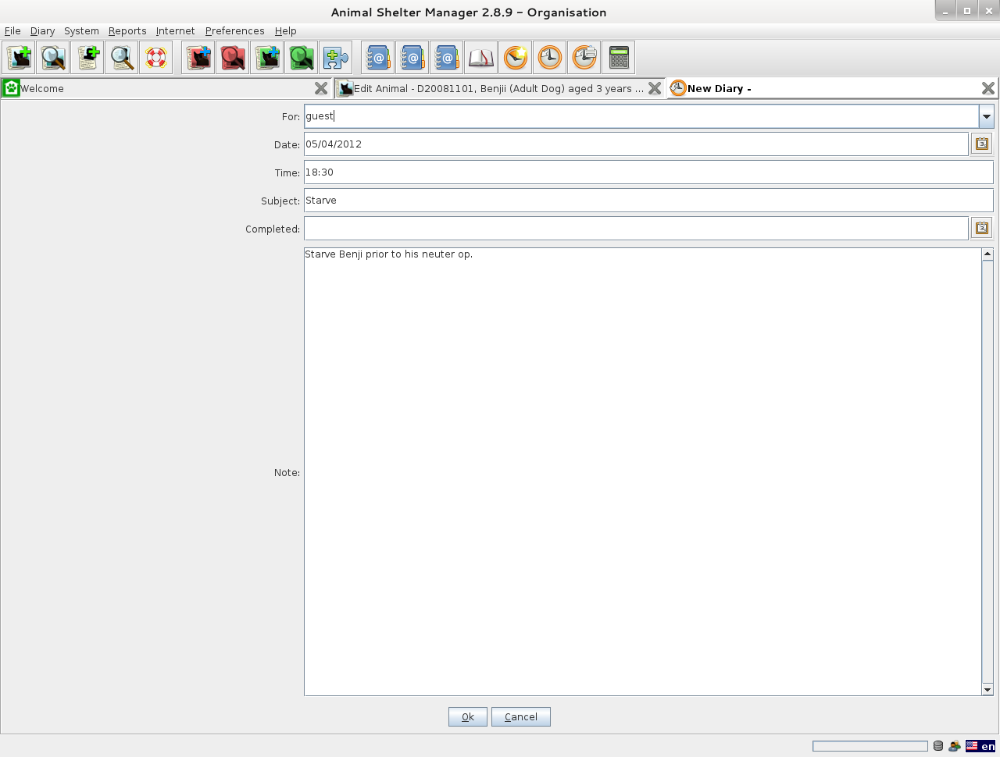 Animal Shelter Manager 2.8.9 – Organisation
File Diary System Reports Internet Preferences Help
Welcome
Edit Animal - D20081101, Benjii (Adult Dog) aged 3 years ...
New Diary -
For: guest
Date: 05/04/2012
Time: 18:30
Subject: Starve
Completed:
Starve Benji prior to his neuter op.
Note:
Ok Cancel
en